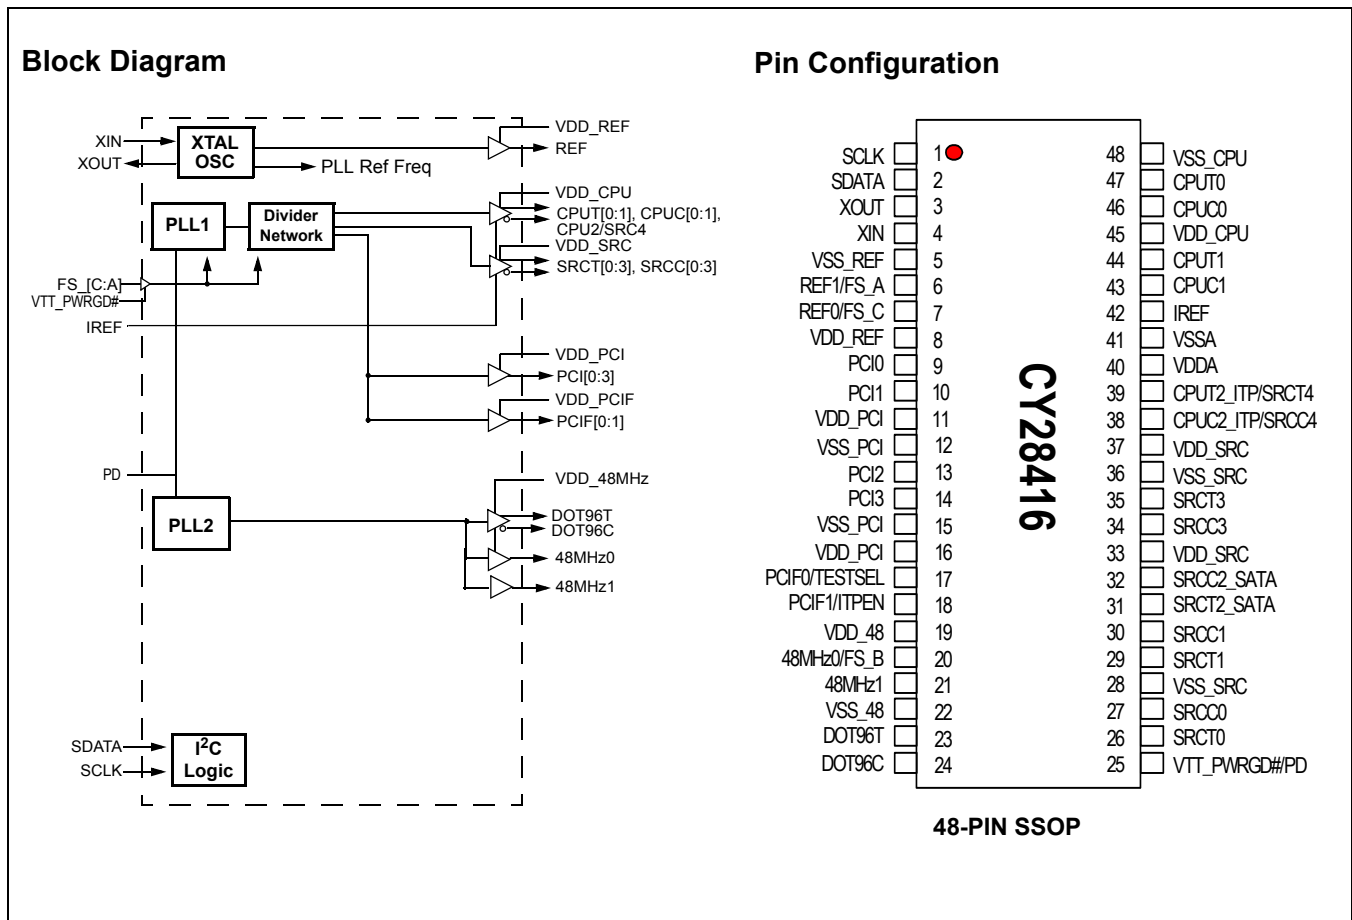 Block Diagram
XIN
XOUT
XTAL
OSC
VDD_REF
REF
PLL Ref Freq
PLL1
Divider
Network
VDD_CPU
CPUT[0:1], CPUC[0:1],
CPU2/SRC4
VDD_SRC
SRCT[0:3], SRCC[0:3]
FS_[C:A]
VTT_PWRGD#
IREF
VDD_PCI
PCI[0:3]
VDD_PCIF
PCIF[0:1]
PD
PLL2
VDD_48MHz
DOT96T
DOT96C
48MHz0
48MHz1
SDATA
SCLK
I2C
Logic
Pin Configuration
SCLK 1 48 VSS_CPU
SDATA 2 47 CPUT0
XOUT 3 46 CPUC0
XIN 4 45 VDD_CPU
VSS_REF 5 44 CPUT1
REF1/FS_A 6 43 CPUC1
REF0/FS_C 7 42 IREF
VDD_REF 8 41 VSSA
PCI0 9 40 VDDA
PCI1 10 39 CPUT2_ITP/SRCT4
VDD_PCI 11 38 CPUC2_ITP/SRCC4
VSS_PCI 12 37 VDD_SRC
PCI2 13 36 VSS_SRC
PCI3 14 35 SRCT3
VSS_PCI 15 34 SRCC3
VDD_PCI 16 33 VDD_SRC
PCIF0/TESTSEL 17 32 SRCC2_SATA
PCIF1/ITPEN 18 31 SRCT2_SATA
VDD_48 19 30 SRCC1
48MHz0/FS_B 20 29 SRCT1
48MHz1 21 28 VSS_SRC
VSS_48 22 27 SRCC0
DOT96T 23 26 SRCT0
DOT96C 24 25 VTT_PWRGD#/PD
CY28416
48-PIN SSOP